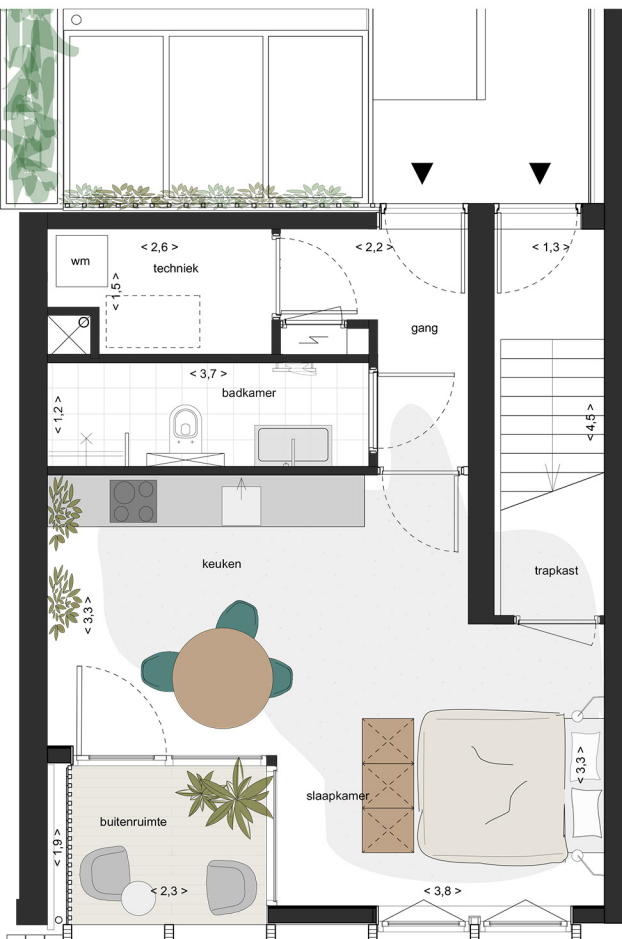 < 2,6 >
< 2,2 >
< 1,3 >
wm
techniek
< 1,5 >
gang
< 3,7 >
badkamer
< 1,2 >
< 4,5 >
keuken
trapkast
< 3,3 >
< 3,3 >
slaapkamer
buitenruimte
< 1,9 >
< 2,3 >
< 3,8 >